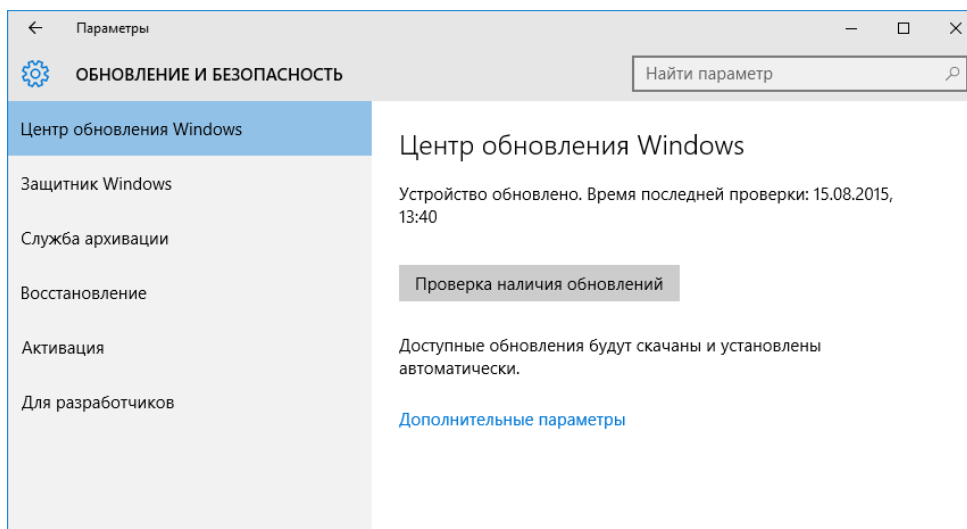 Параметры
ОБНОВЛЕНИЕ И БЕЗОПАСНОСТЬ
Найти параметр
Центр обновления Windows
Защитник Windows
Служба архивации
Восстановление
Активация
Для разработчиков
Центр обновления Windows
Устройство обновлено. Время последней проверки: 15.08.2015,
13:40
Проверка наличия обновлений
Доступные обновления будут скачаны и установлены
автоматически.
Дополнительные параметры